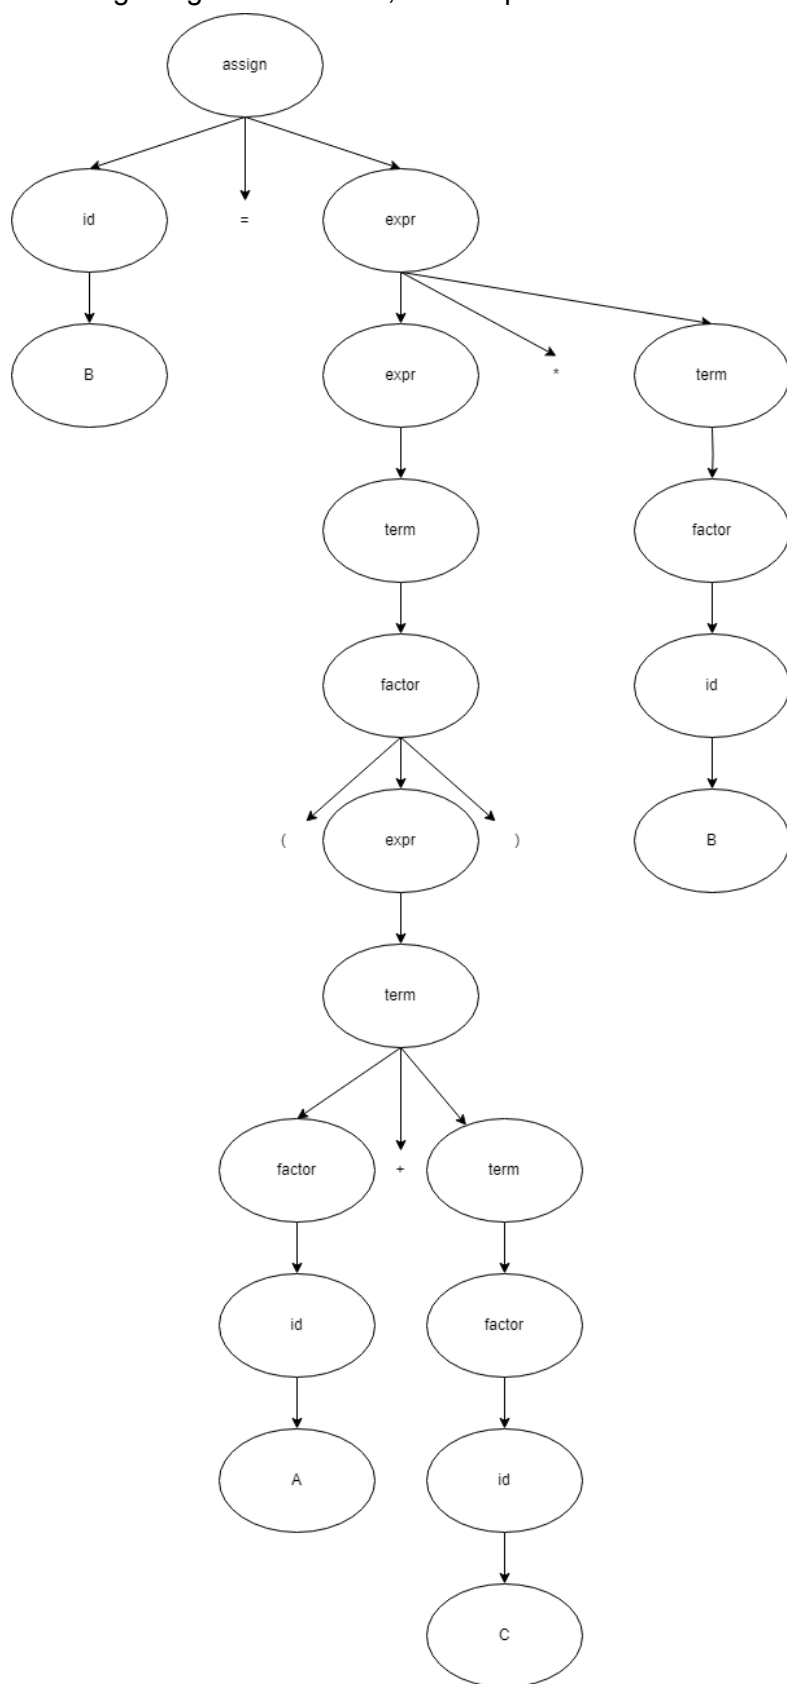 assign
id
=
expr
B
expr
*
term
term
factor
factor
id
(
expr
)
B
term
factor
+
term
id
factor
A
id
C